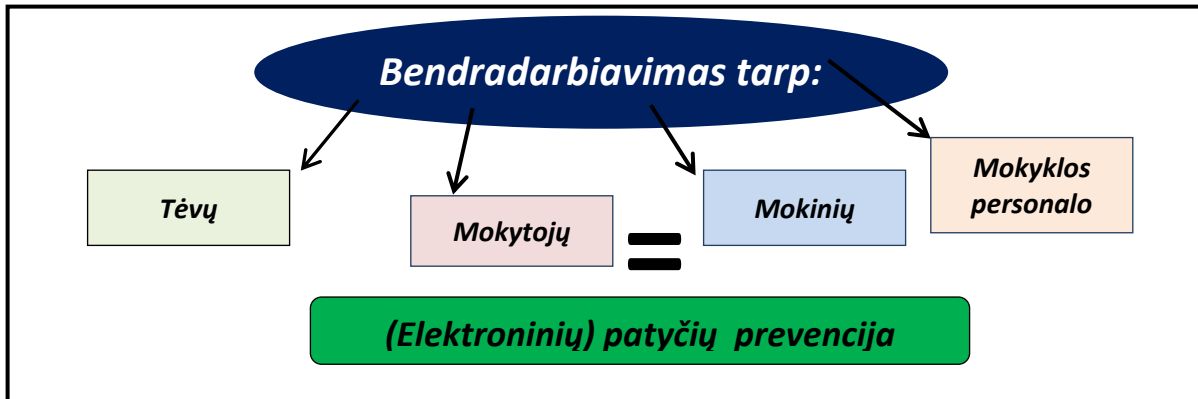 Bendradarbiavimas tarp:
Tėvų
Mokytojų
Mokinių
Mokyklos
personalo
=
(Elektroninių) patyčių prevencija